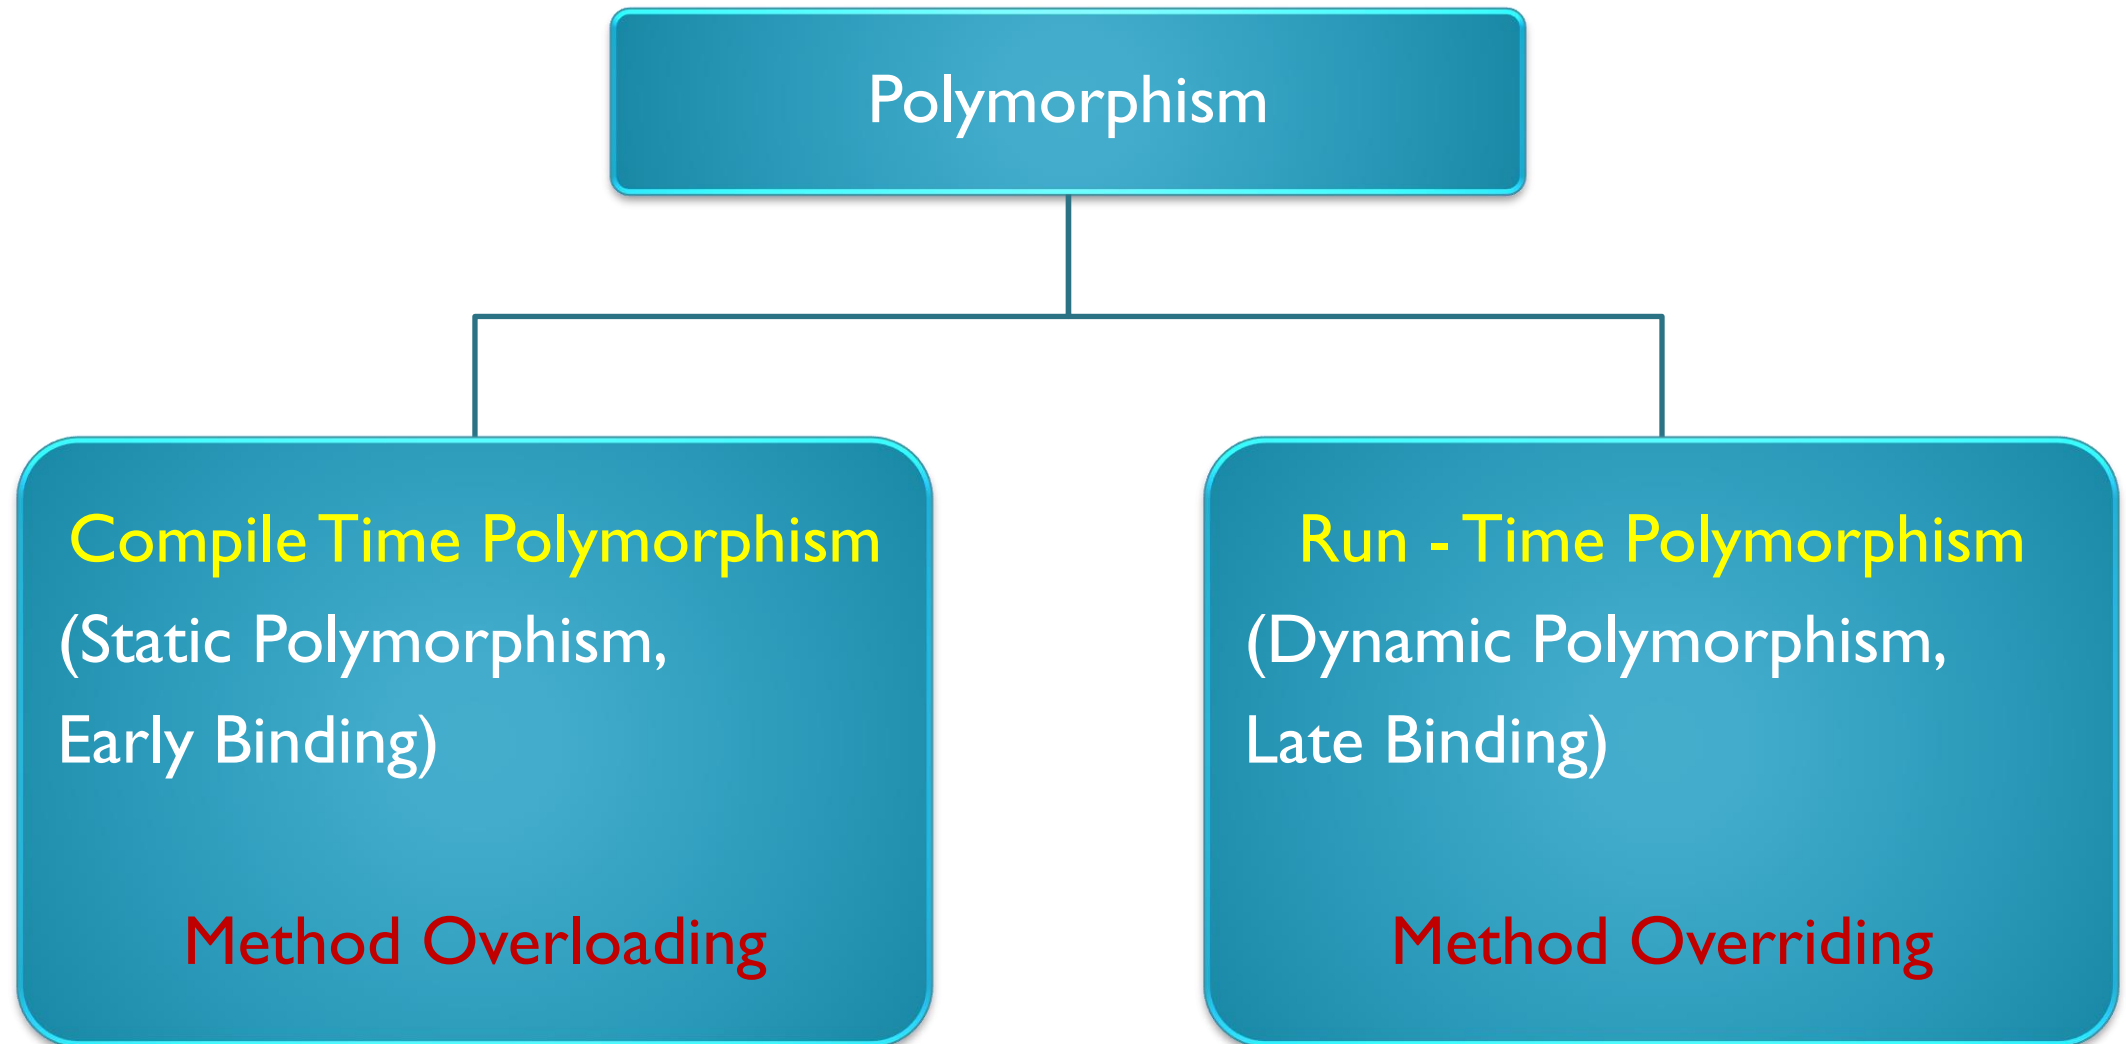 Polymorphism
Compile Time Polymorphism
(Static Polymorphism,
Early Binding)
Method Overloading
Run - Time Polymorphism
(Dynamic Polymorphism,
Late Binding)
Method Overriding